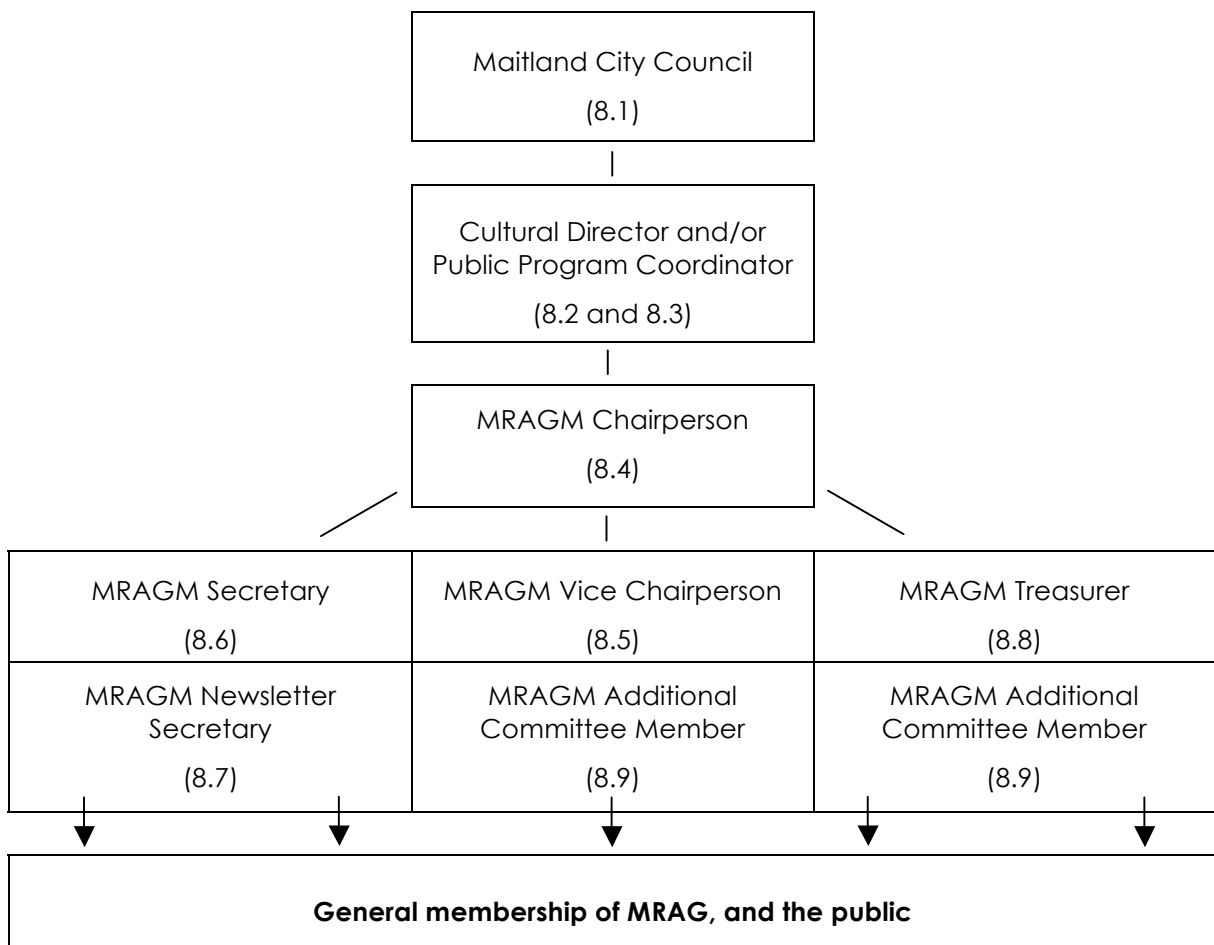 Maitland City Council
(8.1)
Cultural Director and/or
Public Program Coordinator
(8.2 and 8.3)
MRAGM Chairperson
(8.4)
MRAGM Secretary
(8.6)
MRAGM Vice Chairperson
(8.5)
MRAGM Treasurer
(8.8)
MRAGM Newsletter
Secretary
(8.7)
MRAGM Additional
Committee Member
(8.9)
MRAGM Additional
Committee Member
(8.9)
General membership of MRAG, and the public